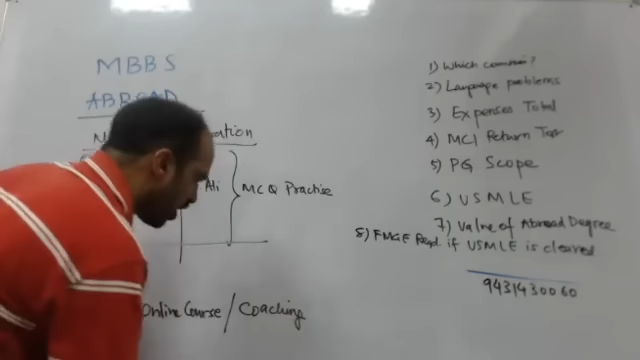 MBBS
ABROAD
Ali
MCQ Practise
Online Course / Coaching
1) Which countries?
2) Language problems
3) Expenses Total
4) MCI Return Test
5) PG Scope
6) USMLE
7) Value of Abroad Degree
8) FMGE Reqd. if USMLE is cleared
9431430060